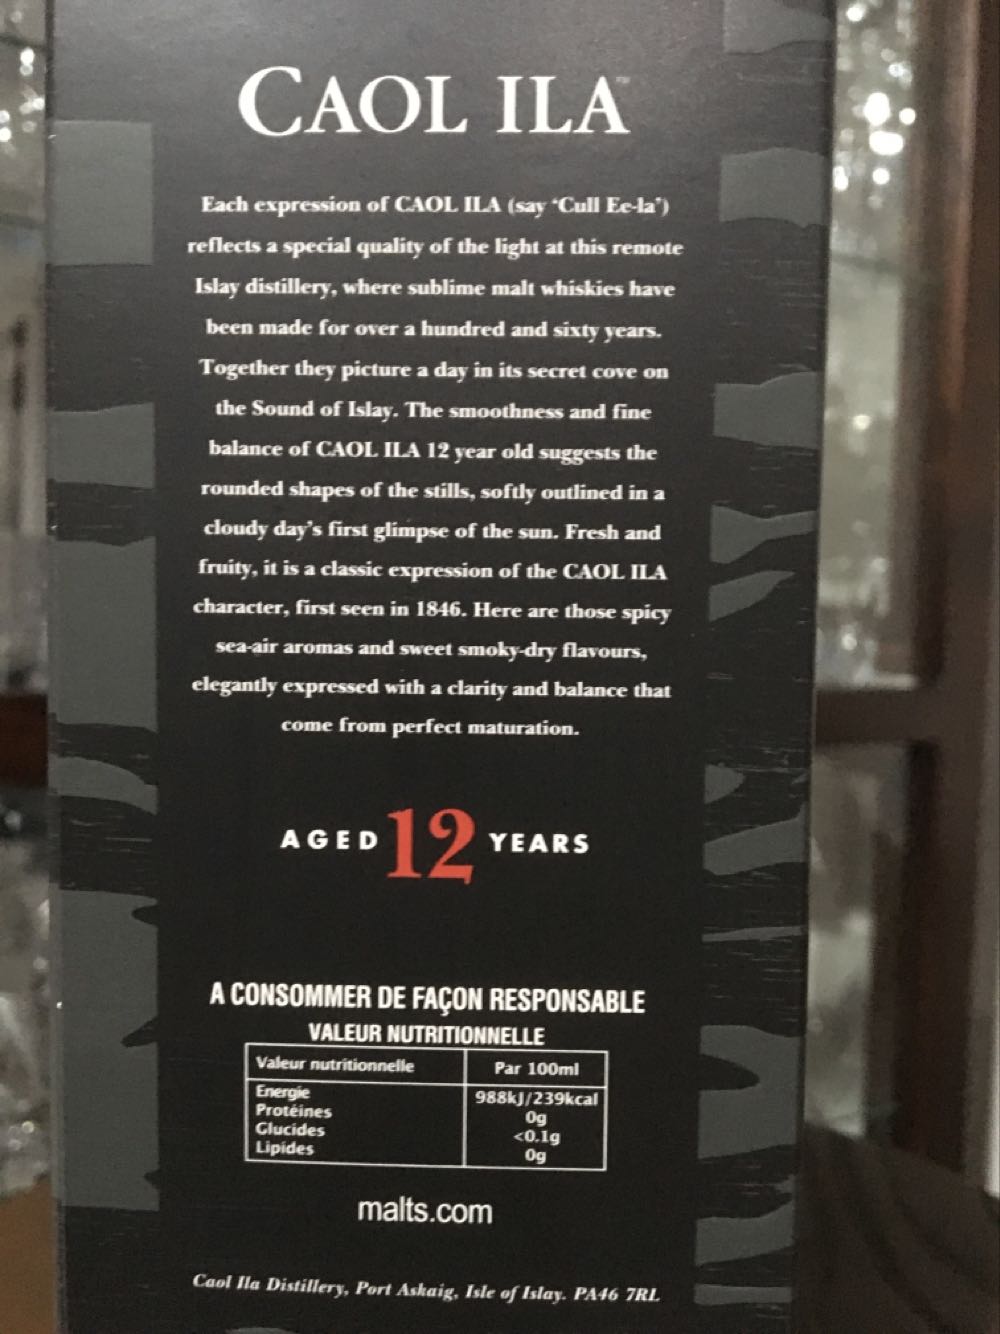 CAOL ILA™
Each expression of CAOL ILA (say ‘Cull Ee-la’)
reflects a special quality of the light at this remote
Islay distillery, where sublime malt whiskies have
been made for over a hundred and sixty years.
Together they picture a day in its secret cove on
the Sound of Islay. The smoothness and fine
balance of CAOL ILA 12 year old suggests the
rounded shapes of the stills, softly outlined in a
cloudy day’s first glimpse of the sun. Fresh and
fruity, it is a classic expression of the CAOL ILA
character, first seen in 1846. Here are those spicy
sea-air aromas and sweet smoky-dry flavours,
elegantly expressed with a clarity and balance that
come from perfect maturation.
AGED 12 YEARS
A CONSOMMER DE FAÇON RESPONSABLE
VALEUR NUTRITIONNELLE
Valeur nutritionnelle Par 100ml
Energie 988kJ/239kcal
Protéines 0g
Glucides <0.1g
Lipides 0g
malts.com
Caol Ila Distillery, Port Askaig, Isle of Islay. PA46 7RL